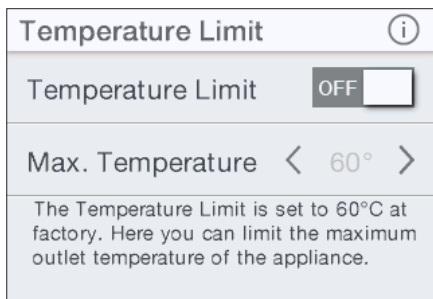 Temperature Limit
Temperature Limit OFF
Max. Temperature < 60° >
The Temperature Limit is set to 60°C at
factory. Here you can limit the maximum
outlet temperature of the appliance.